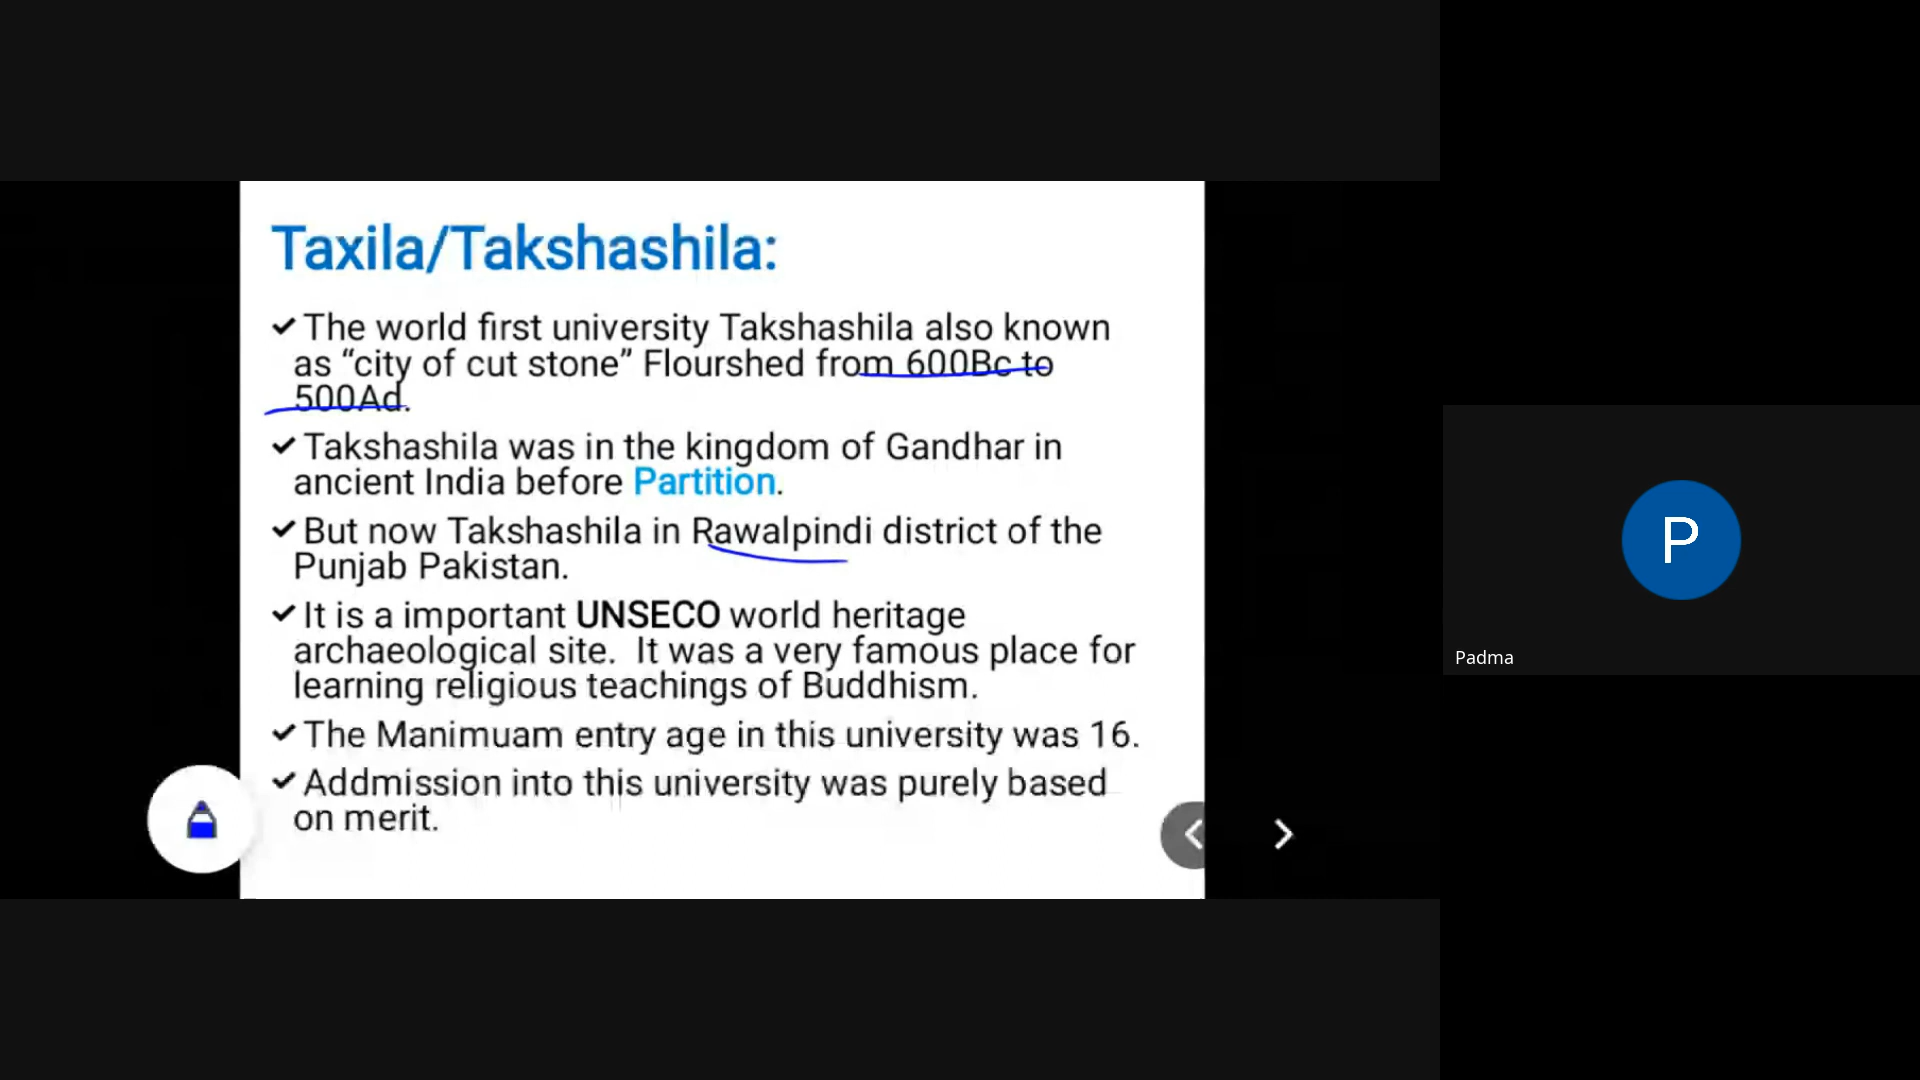 Taxila/Takshashila:
✔ The world first university Takshashila also known
as “city of cut stone” Flourshed from 600Bc to
500Ad.
✔ Takshashila was in the kingdom of Gandhar in
ancient India before Partition.
✔ But now Takshashila in Rawalpindi district of the
Punjab Pakistan.
✔ It is a important UNSECO world heritage
archaeological site.  It was a very famous place for
learning religious teachings of Buddhism.
✔ The Manimuam entry age in this university was 16.
✔ Addmission into this university was purely based
on merit.
P
Padma